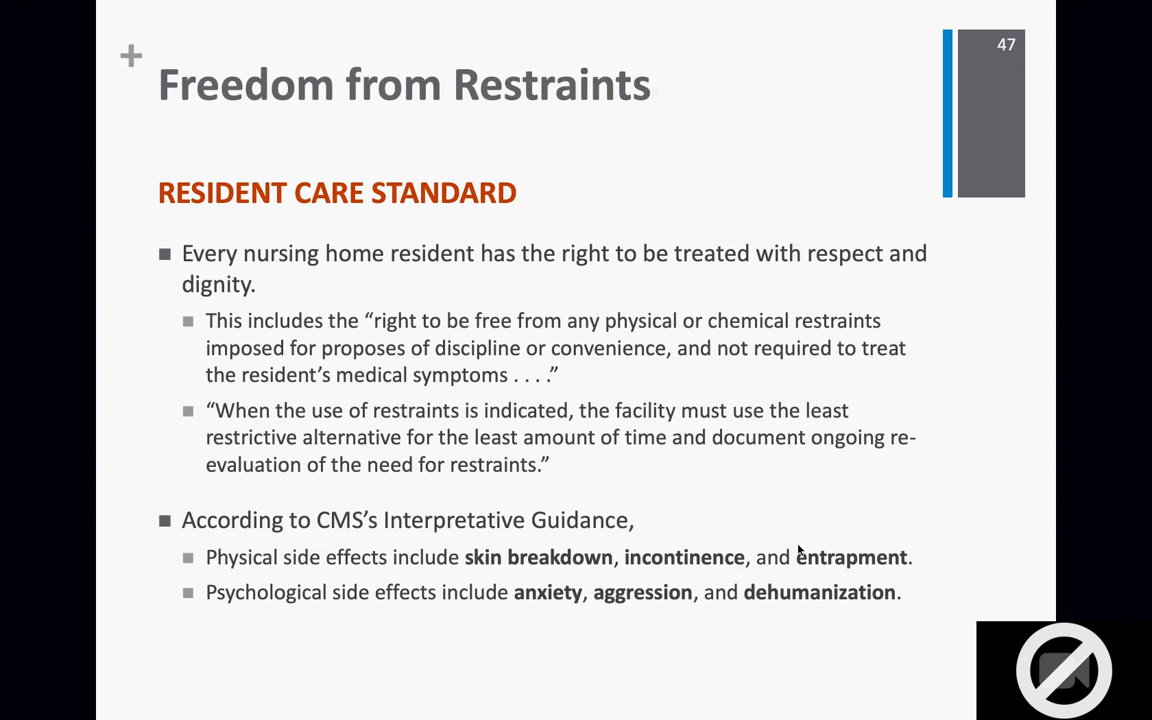 47
+
Freedom from Restraints
RESIDENT CARE STANDARD
■ Every nursing home resident has the right to be treated with respect and
dignity.
■ This includes the “right to be free from any physical or chemical restraints
imposed for proposes of discipline or convenience, and not required to treat
the resident’s medical symptoms . . . .”
■ “When the use of restraints is indicated, the facility must use the least
restrictive alternative for the least amount of time and document ongoing re-
evaluation of the need for restraints.”
■ According to CMS’s Interpretative Guidance,
■ Physical side effects include skin breakdown, incontinence, and entrapment.
■ Psychological side effects include anxiety, aggression, and dehumanization.